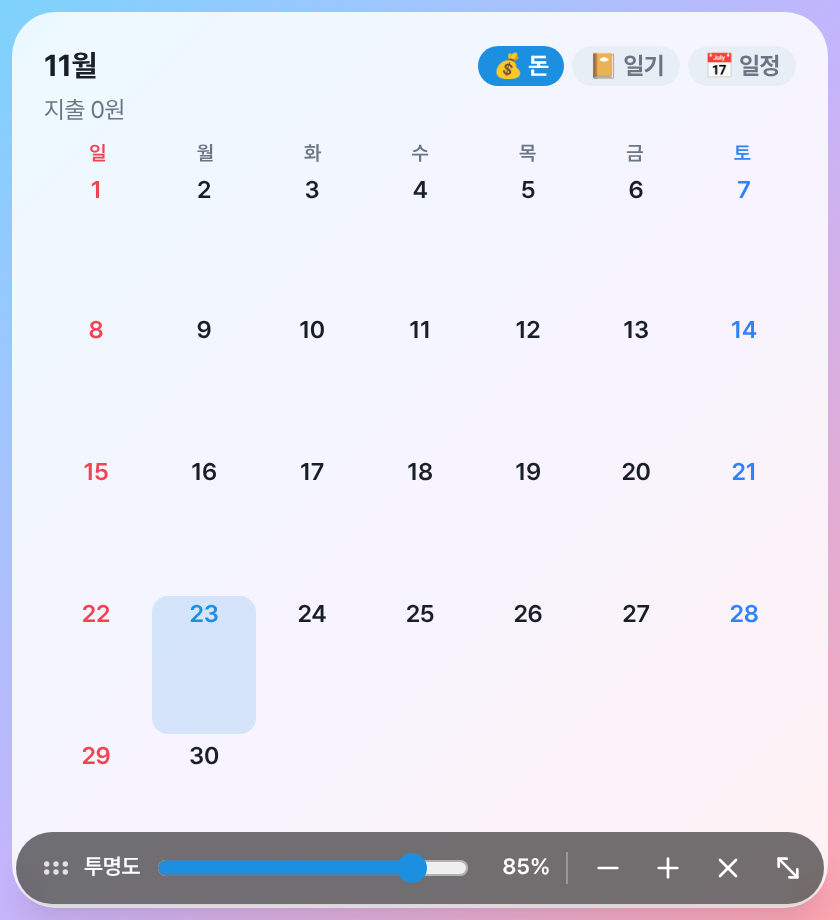 11월
💰 돈
📔 일기
📅 일정
지출 0원
일 월 화 수 목 금 토
1 2 3 4 5 6 7
8 9 10 11 12 13 14
15 16 17 18 19 20 21
22 23 24 25 26 27 28
29 30
투명도 85%